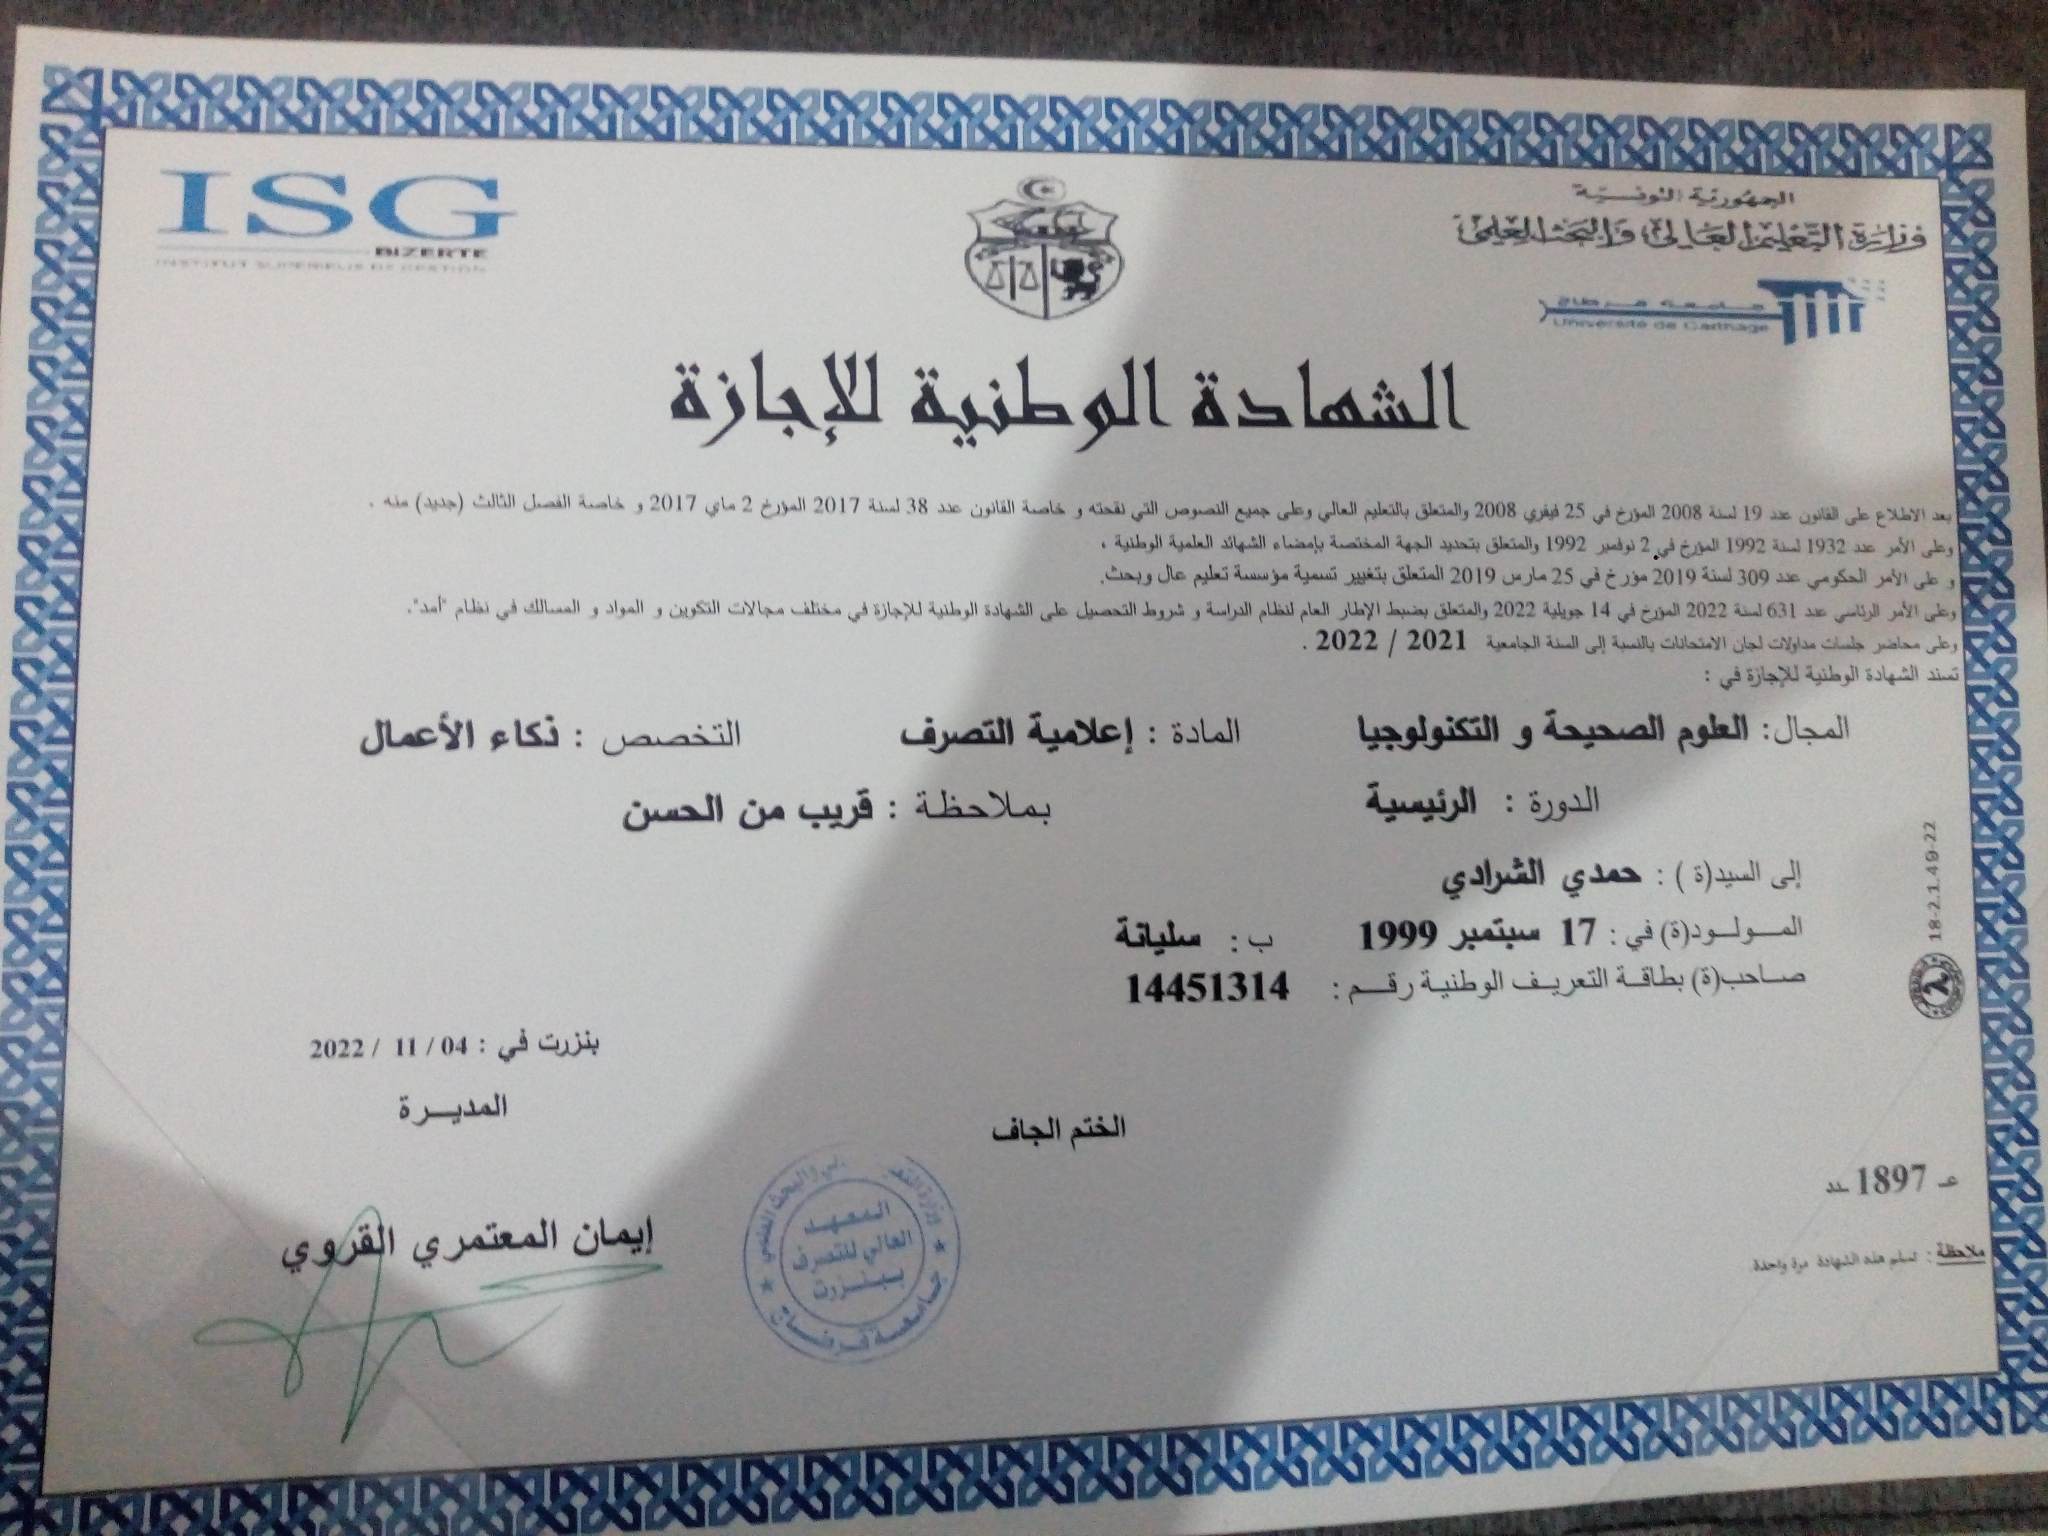 ISG
BIZERTE
INSTITUT SUPERIEUR DE GESTION
الجمهورية التونسية
وزارة التعليم العالي والبحث العلمي
جامعة قرطاج
Université de Carthage
الشهادة الوطنية للإجازة
بعد الاطلاع على القانون عدد 19 لسنة 2008 المؤرخ في 25 فيفري 2008 والمتعلق بالتعليم العالي وعلى جميع النصوص التي نقحته و خاصة القانون عدد 38 لسنة 2017 المؤرخ 2 ماي 2017 و خاصة الفصل الثالث (جديد) منه .
وعلى الأمر عدد 1932 لسنة 1992 المؤرخ في 2 نوفمبر 1992 والمتعلق بتحديد الجهة المختصة بإمضاء الشهائد العلمية الوطنية ،
و على الأمر الحكومي عدد 309 لسنة 2019 مؤرخ في 25 مارس 2019 المتعلق بتغيير تسمية مؤسسة تعليم عال وبحث.
وعلى الأمر الرئاسي عدد 631 لسنة 2022 المؤرخ في 14 جويلية 2022 والمتعلق بضبط الإطار العام لنظام الدراسة و شروط التحصيل على الشهادة الوطنية للإجازة في مختلف مجالات التكوين و المواد و المسالك في نظام "أمد".
وعلى محاضر جلسات مداولات لجان الامتحانات بالنسبة إلى السنة الجامعية 2021 / 2022 .
تسند الشهادة الوطنية للإجازة في :
المجال: العلوم الصحيحة و التكنولوجيا المادة : إعلامية التصرف التخصص : ذكاء الأعمال
الدورة : الرئيسية بملاحظة : قريب من الحسن
إلى السيد(ة ) : حمدي الشرادي
المولود(ة) في : 17 سبتمبر 1999 ب : سليانة
صاحب(ة) بطاقة التعريف الوطنية رقم : 14451314
18-2.1.49-22
بنزرت في : 04 / 11 / 2022
المديرة
الختم الجاف
إيمان المعتمري القروي
المعهد
العالي للتصرف
ببنزرت
جامعة قرطاج
عـ 1897 ـدد
ملاحظة : تسلم هذه الشهادة مرة واحدة.